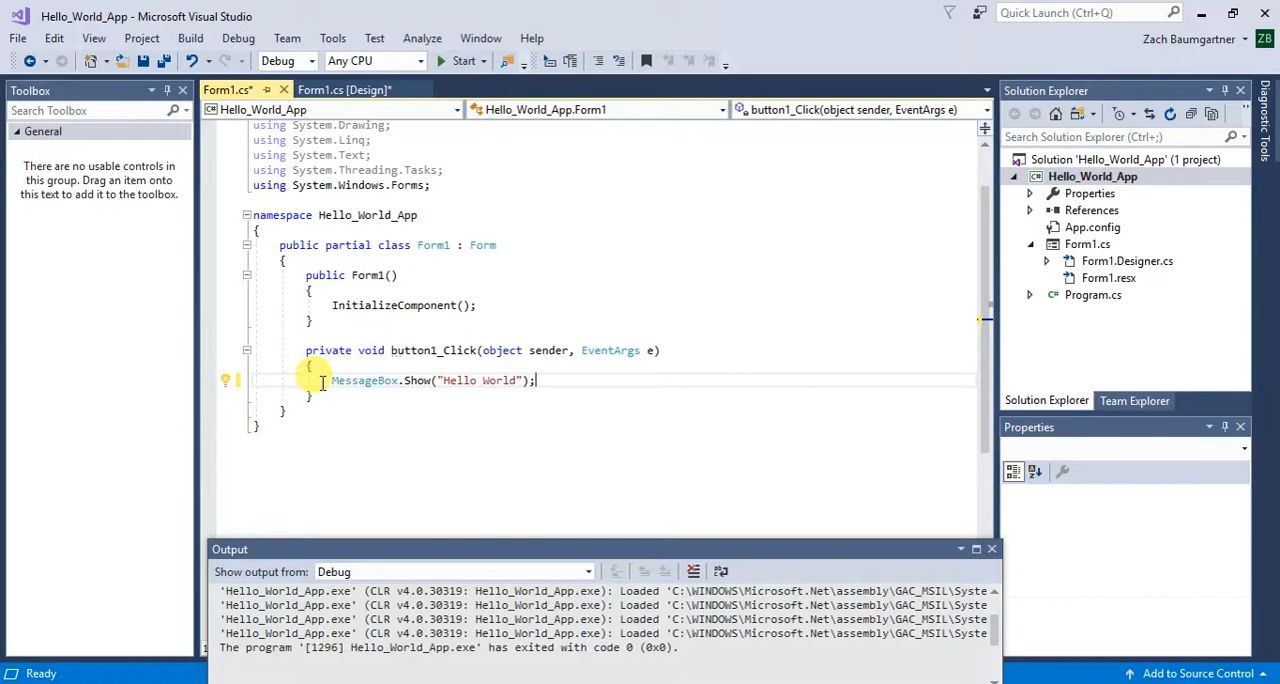 Hello_World_App - Microsoft Visual Studio
Quick Launch (Ctrl+Q)
File Edit View Project Build Debug Team Tools Test Analyze Window Help
Zach Baumgartner ZB
Debug Any CPU Start
Toolbox
Search Toolbox
General
There are no usable controls in
this group. Drag an item onto
this text to add it to the toolbox.
Form1.cs* Form1.cs [Design]*
Hello_World_App Hello_World_App.Form1 button1_Click(object sender, EventArgs e)
using System.Drawing;
using System.Linq;
using System.Text;
using System.Threading.Tasks;
using System.Windows.Forms;
namespace Hello_World_App
{
public partial class Form1 : Form
{
public Form1()
{
InitializeComponent();
}
private void button1_Click(object sender, EventArgs e)
{
MessageBox.Show("Hello World");
}
}
}
Output
Show output from: Debug
'Hello_World_App.exe' (CLR v4.0.30319: Hello_World_App.exe): Loaded 'C:\WINDOWS\Microsoft.Net\assembly\GAC_MSIL\Syste
'Hello_World_App.exe' (CLR v4.0.30319: Hello_World_App.exe): Loaded 'C:\WINDOWS\Microsoft.Net\assembly\GAC_MSIL\Syste
'Hello_World_App.exe' (CLR v4.0.30319: Hello_World_App.exe): Loaded 'C:\WINDOWS\Microsoft.Net\assembly\GAC_MSIL\Syste
'Hello_World_App.exe' (CLR v4.0.30319: Hello_World_App.exe): Loaded 'C:\WINDOWS\Microsoft.Net\assembly\GAC_MSIL\Syste
The program '[1296] Hello_World_App.exe' has exited with code 0 (0x0).
Solution Explorer
Search Solution Explorer (Ctrl+;)
Solution 'Hello_World_App' (1 project)
Hello_World_App
Properties
References
App.config
Form1.cs
Form1.Designer.cs
Form1.resx
Program.cs
Solution Explorer Team Explorer
Properties
Diagnostic Tools
Ready
Add to Source Control